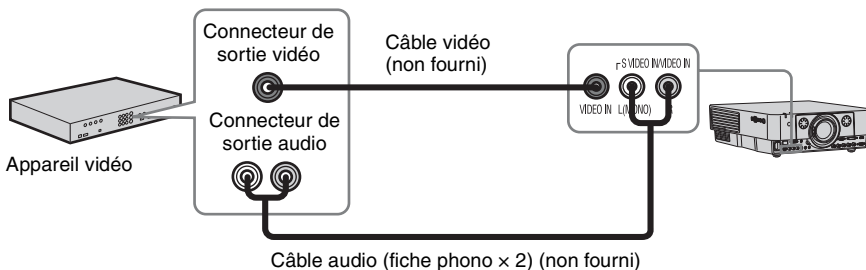 Connecteur de
sortie vidéo
Câble vidéo
(non fourni)
S VIDEO IN/VIDEO IN
VIDEO IN L(MONO) R
Connecteur de
sortie audio
Appareil vidéo
Câble audio (fiche phono × 2) (non fourni)